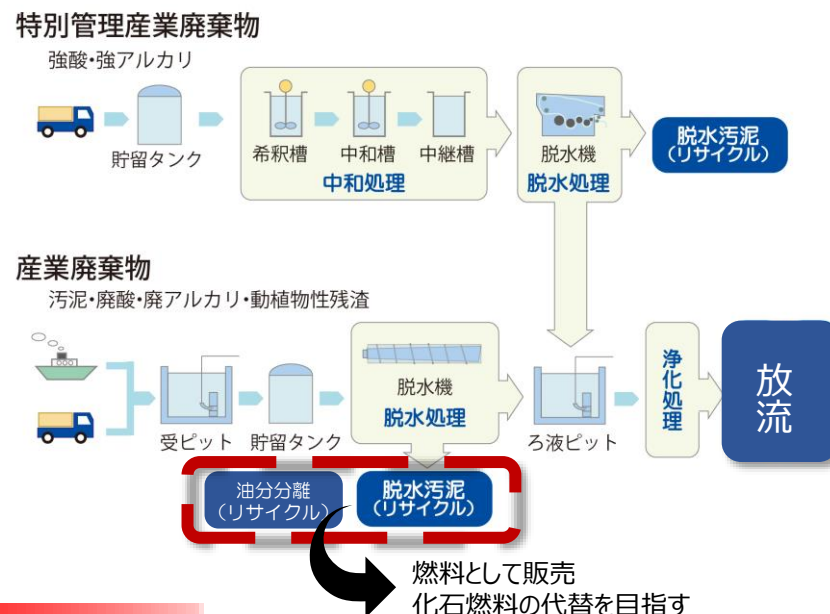 特別管理産業廃棄物
強酸・強アルカリ
貯留タンク
希釈槽
中和槽
中継槽
中和処理
脱水機
脱水処理
脱水汚泥
(リサイクル)
産業廃棄物
汚泥・廃酸・廃アルカリ・動植物性残渣
受ピット
貯留タンク
脱水機
脱水処理
ろ液ピット
浄化処理
放流
油分分離
(リサイクル)
脱水汚泥
(リサイクル)
燃料として販売
化石燃料の代替を目指す